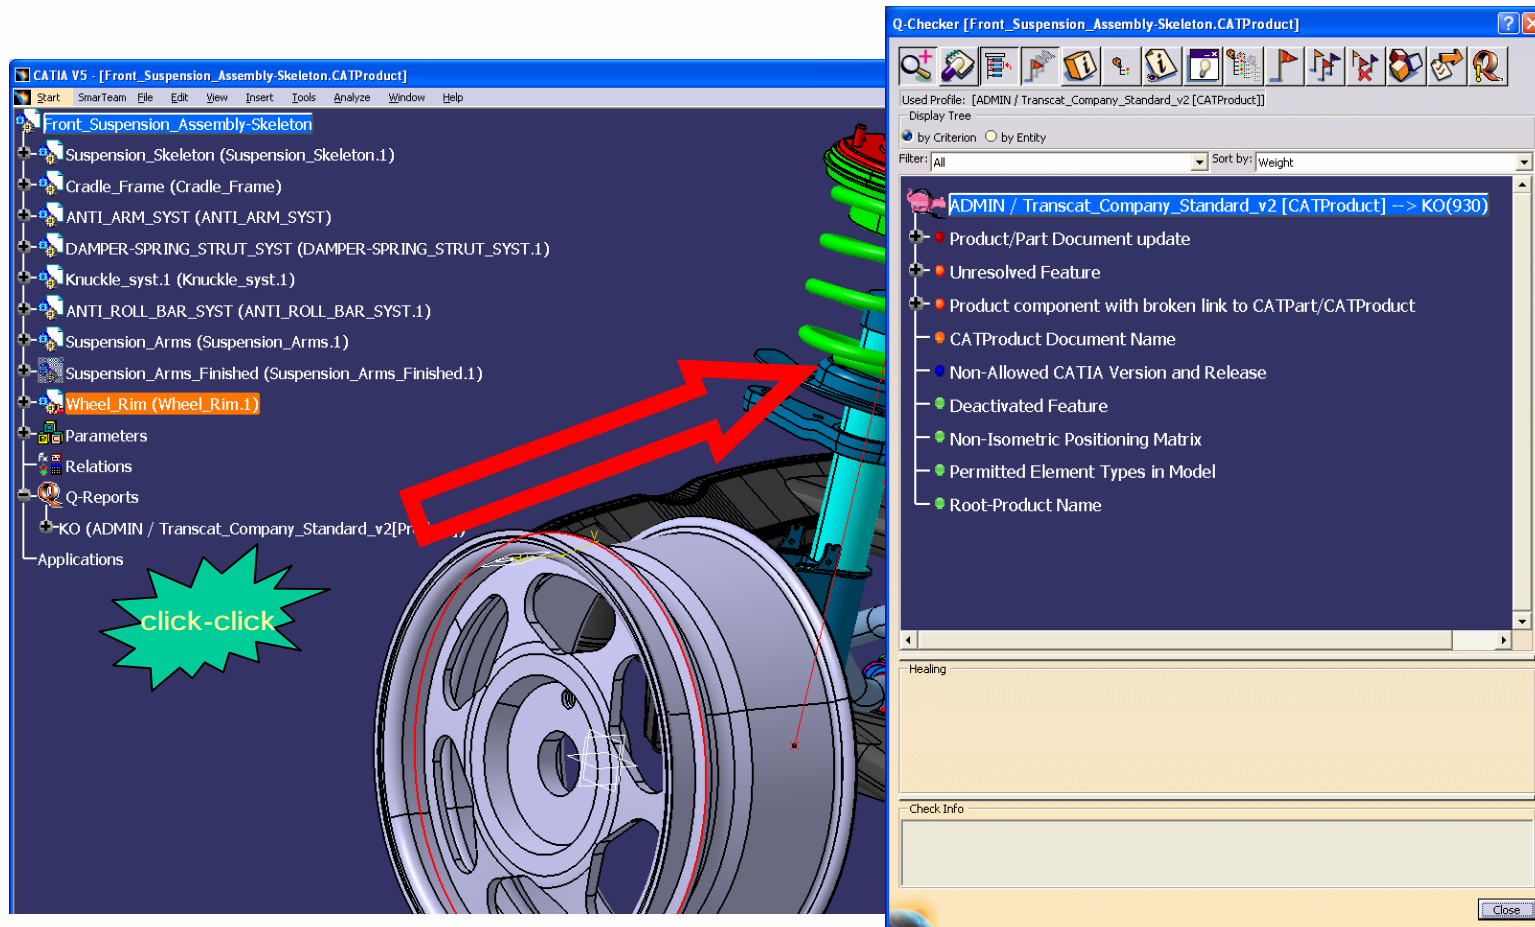 CATIA V5 - [Front_Suspension_Assembly-Skeleton.CATProduct]
Start SmarTeam File Edit View Insert Tools Analyze Window Help
Front_Suspension_Assembly-Skeleton
Suspension_Skeleton (Suspension_Skeleton.1)
Cradle_Frame (Cradle_Frame)
ANTI_ARM_SYST (ANTI_ARM_SYST)
DAMPER-SPRING_STRUT_SYST (DAMPER-SPRING_STRUT_SYST.1)
Knuckle_syst.1 (Knuckle_syst.1)
ANTI_ROLL_BAR_SYST (ANTI_ROLL_BAR_SYST.1)
Suspension_Arms (Suspension_Arms.1)
Suspension_Arms_Finished (Suspension_Arms_Finished.1)
Wheel_Rim (Wheel_Rim.1)
Parameters
Relations
Q-Reports
KO (ADMIN / Transcat_Company_Standard_v2[Pr
Applications
click-click
V
Q-Checker [Front_Suspension_Assembly-Skeleton.CATProduct]
Used Profile: [ADMIN / Transcat_Company_Standard_v2 [CATProduct]]
Display Tree
by Criterion by Entity
Filter: All Sort by: Weight
ADMIN / Transcat_Company_Standard_v2 [CATProduct] --> KO(930)
Product/Part Document update
Unresolved Feature
Product component with broken link to CATPart/CATProduct
CATProduct Document Name
Non-Allowed CATIA Version and Release
Deactivated Feature
Non-Isometric Positioning Matrix
Permitted Element Types in Model
Root-Product Name
Healing
Check Info
Close